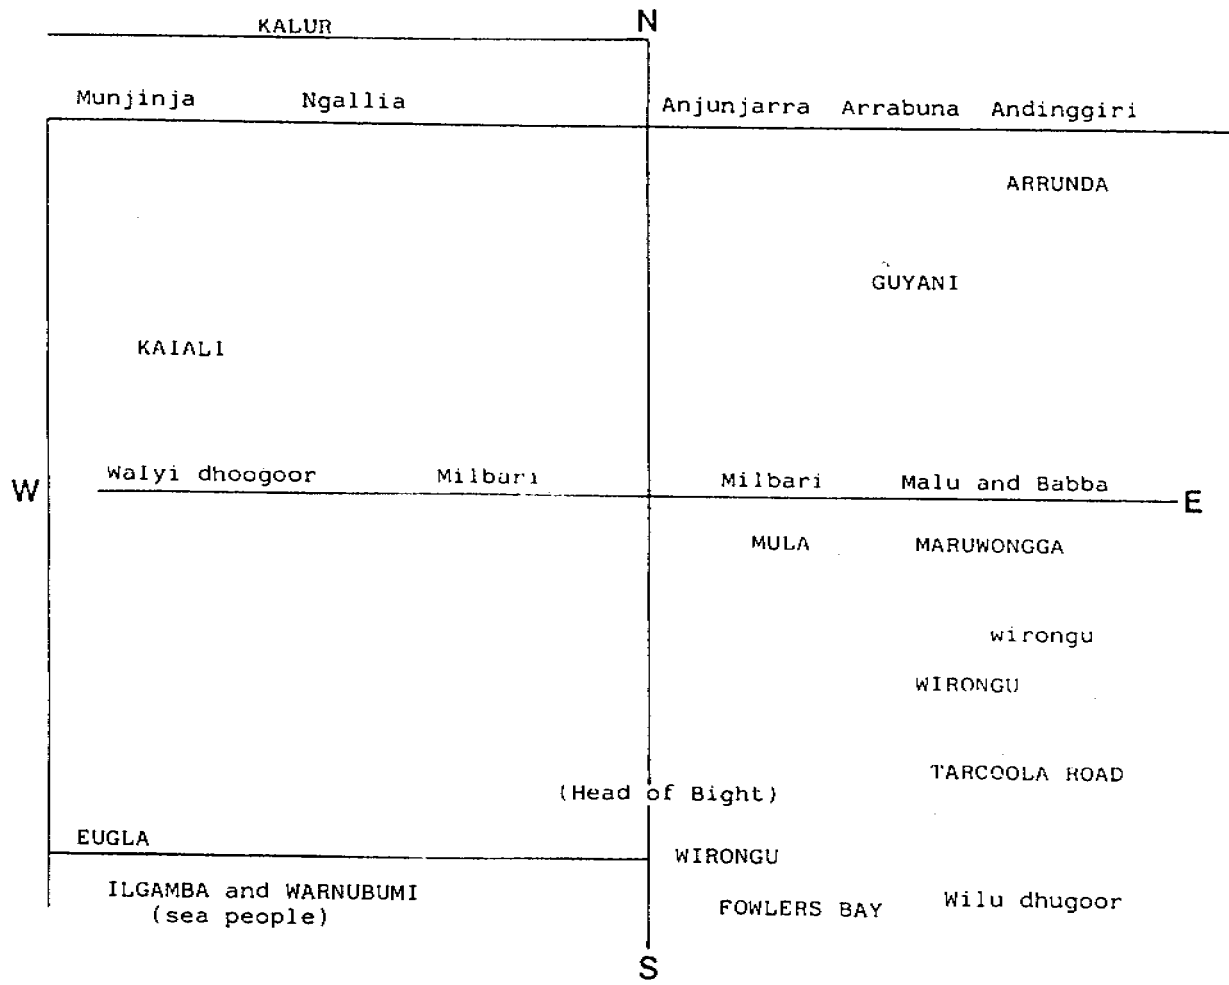 N
KALUR
Munjinja Ngallia Anjunjarra Arrabuna Andinggiri
ARRUNDA
GUYANI
KAIALI
Walyi dhoogoor Milbari Milbari Malu and Babba
W E
MULA MARUWONGGA
wirongu
WIRONGU
TARCOOLA ROAD
(Head of Bight)
EUGLA
WIRONGU
ILGAMBA and WARNUBUMI
(sea people)
FOWLERS BAY Wilu dhugoor
S